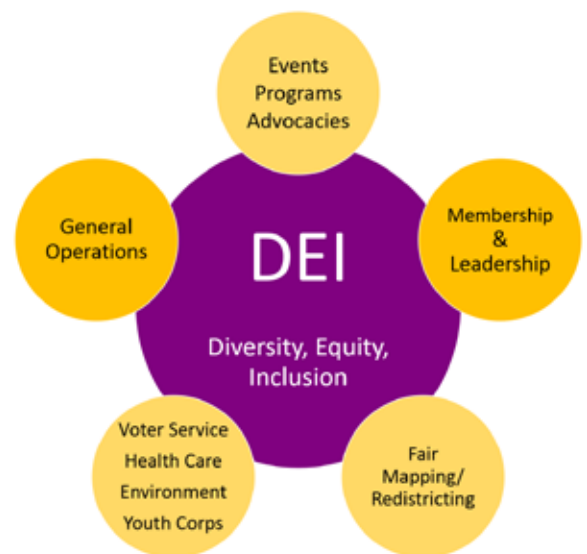 Events
Programs
Advocacies
General
Operations
Membership
&
Leadership
DEI
Diversity, Equity,
Inclusion
Voter Service
Health Care
Environment
Youth Corps
Fair
Mapping/
Redistricting